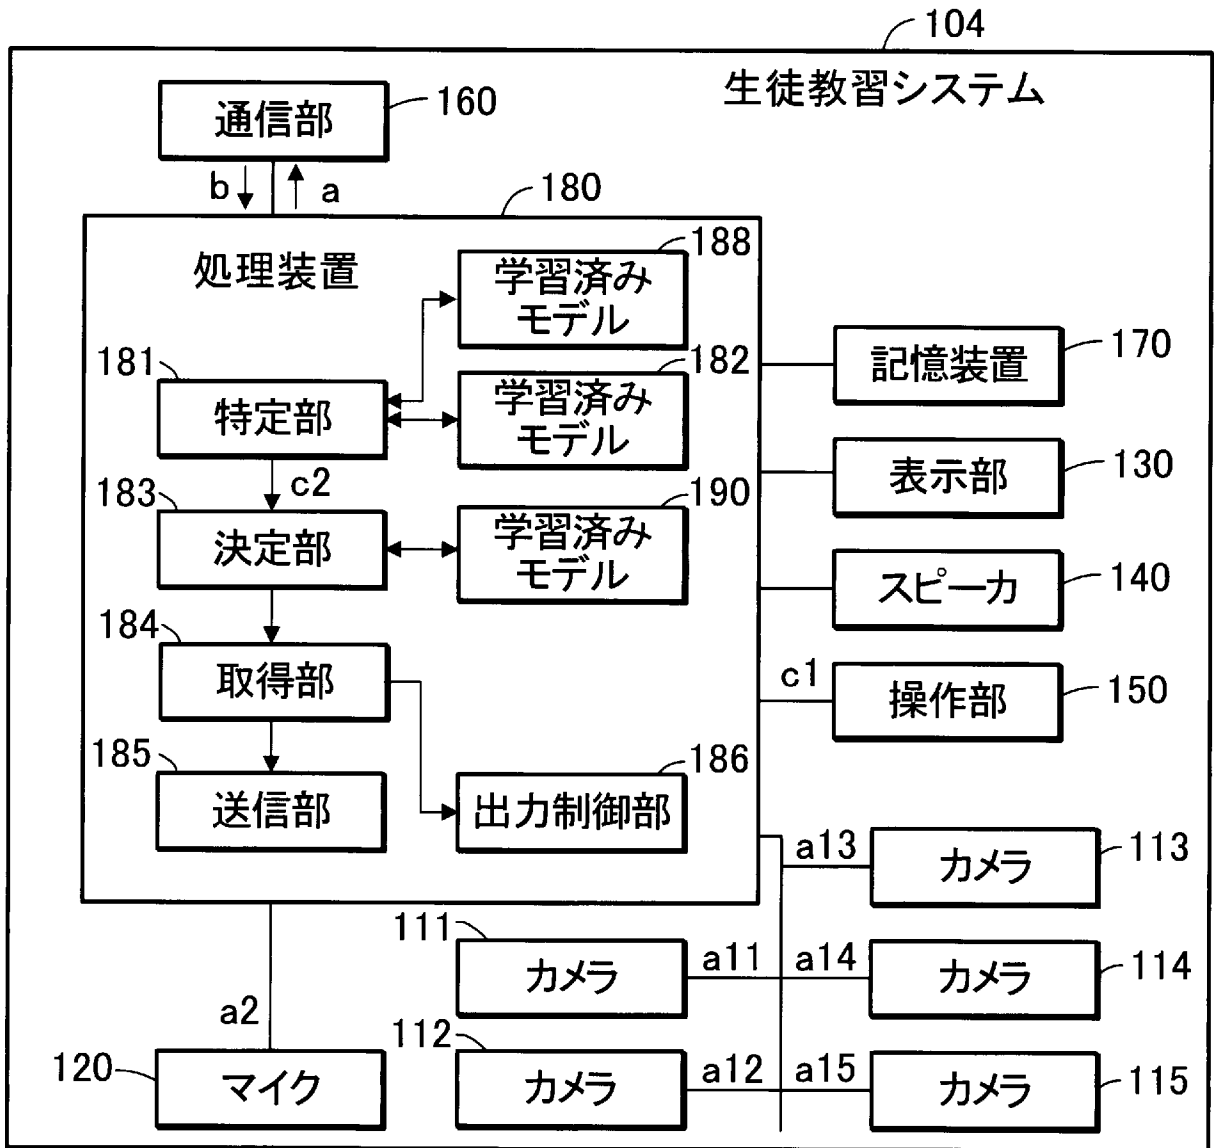 104
生徒教習システム
通信部
160
b
a
180
処理装置
188
学習済み
モデル
181
特定部
182
学習済み
モデル
170
記憶装置
c2
130
表示部
183
決定部
190
学習済み
モデル
140
スピーカ
184
取得部
c1
150
操作部
185
送信部
186
出力制御部
a13
カメラ
113
111
カメラ
a11
a14
カメラ
114
a2
120
マイク
112
カメラ
a12
a15
カメラ
115